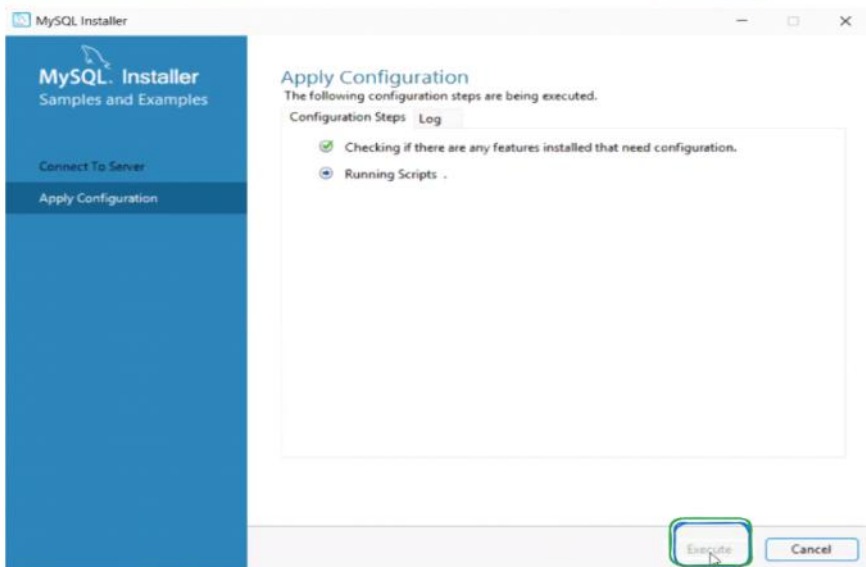 MySQL Installer
MySQL. Installer
Samples and Examples
Connect To Server
Apply Configuration
Apply Configuration
The following configuration steps are being executed.
Configuration Steps Log
Checking if there are any features installed that need configuration.
Running Scripts .
Execute Cancel